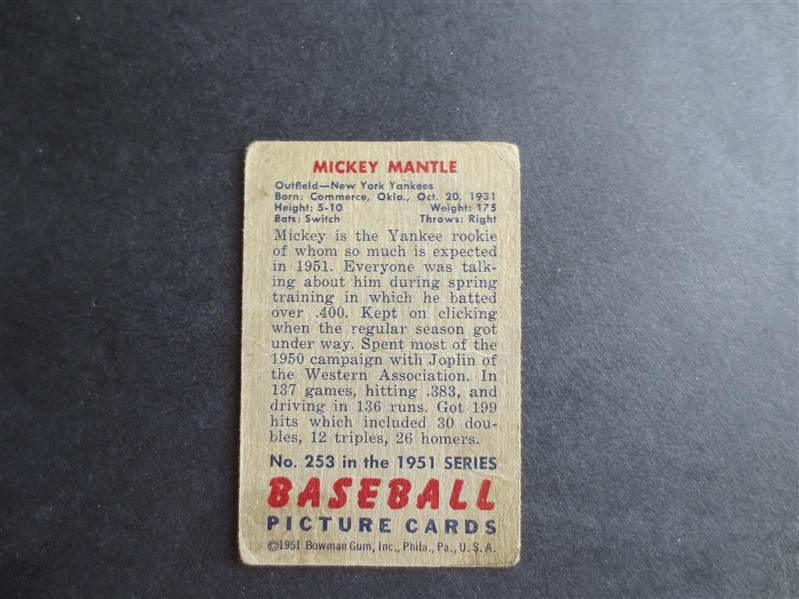 MICKEY MANTLE
Outfield—New York Yankees
Born: Commerce, Okla., Oct. 20, 1931
Height: 5-10 Weight: 175
Bats: Switch Throws: Right
Mickey is the Yankee rookie
of whom so much is expected
in 1951. Everyone was talk-
ing about him during spring
training in which he batted
over .400. Kept on clicking
when the regular season got
under way. Spent most of the
1950 campaign with Joplin of
the Western Association. In
137 games, hitting .383, and
driving in 136 runs. Got 199
hits which included 30 dou-
bles, 12 triples, 26 homers.
No. 253 in the 1951 SERIES
BASEBALL
PICTURE CARDS
©1951 Bowman Gum, Inc., Phila., Pa., U. S. A.